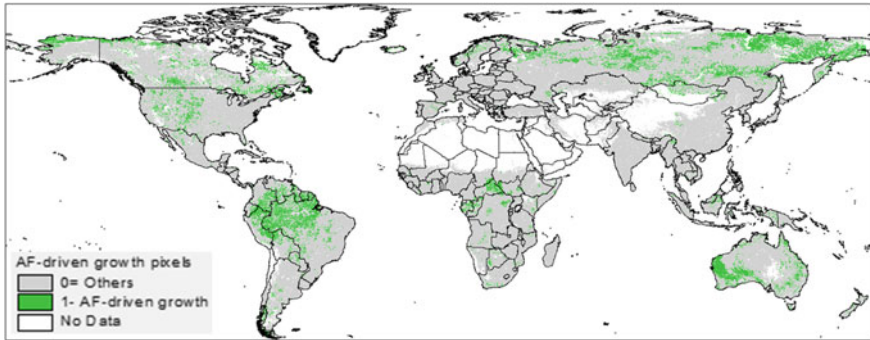 AF-driven growth pixels
0= Others
1- AF-driven growth
No Data